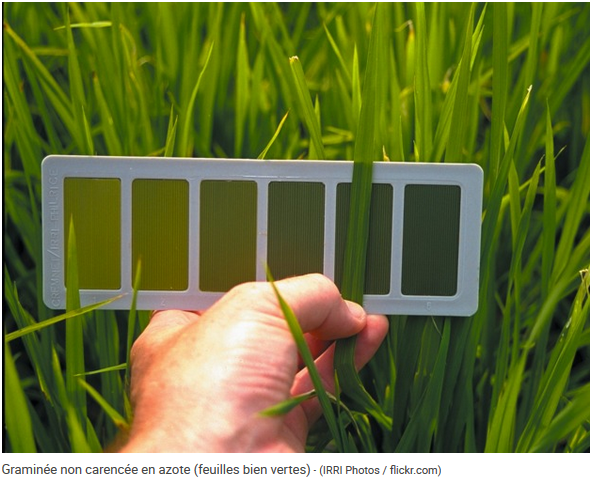 Graminée non carencée en azote (feuilles bien vertes) - (IRRI Photos / flickr.com)